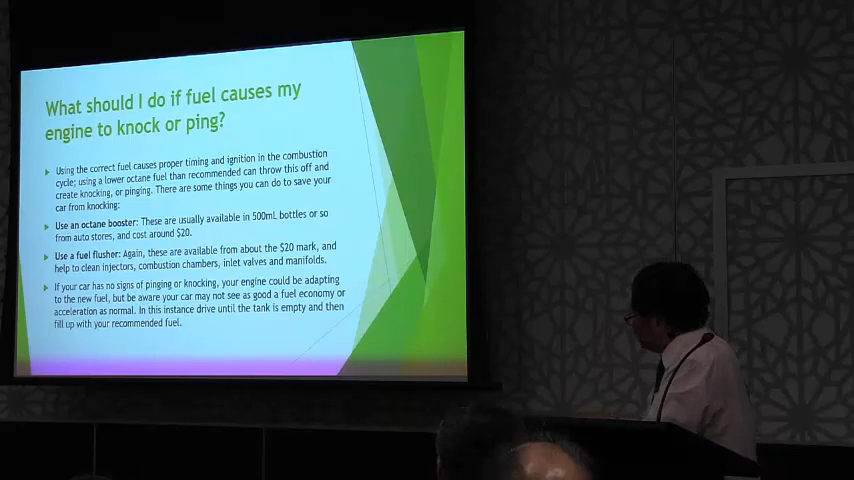 What should I do if fuel causes my
engine to knock or ping?
Using the correct fuel causes proper timing and ignition in the combustion
cycle; using a lower octane fuel than recommended can throw this off and
create knocking, or pinging. There are some things you can do to save your
car from knocking:
Use an octane booster: These are usually available in 500mL bottles or so
from auto stores, and cost around $20.
Use a fuel flusher: Again, these are available from about the $20 mark, and
help to clean injectors, combustion chambers, inlet valves and manifolds.
If your car has no signs of pinging or knocking, your engine could be adapting
to the new fuel, but be aware your car may not see as good a fuel economy or
acceleration as normal. In this instance drive until the tank is empty and then
fill up with your recommended fuel.